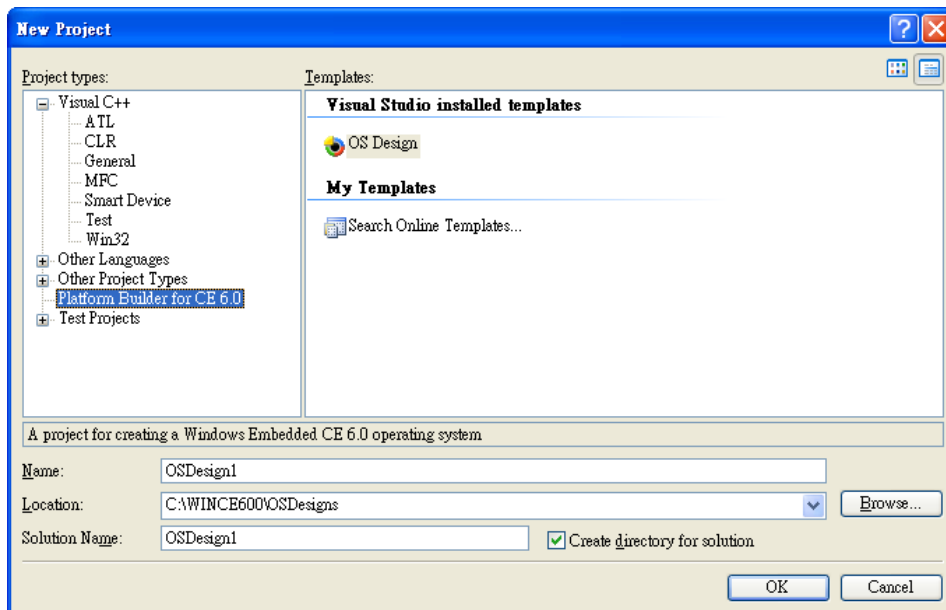 New Project
Project types:
Templates:
Visual C++
ATL
CLR
General
MFC
Smart Device
Test
Win32
Other Languages
Other Project Types
Platform Builder for CE 6.0
Test Projects
Visual Studio installed templates
OS Design
My Templates
Search Online Templates...
A project for creating a Windows Embedded CE 6.0 operating system
Name:
OSDesign1
Location:
C:\WINCE600\OSDesigns
Browse...
Solution Name:
OSDesign1
Create directory for solution
OK
Cancel